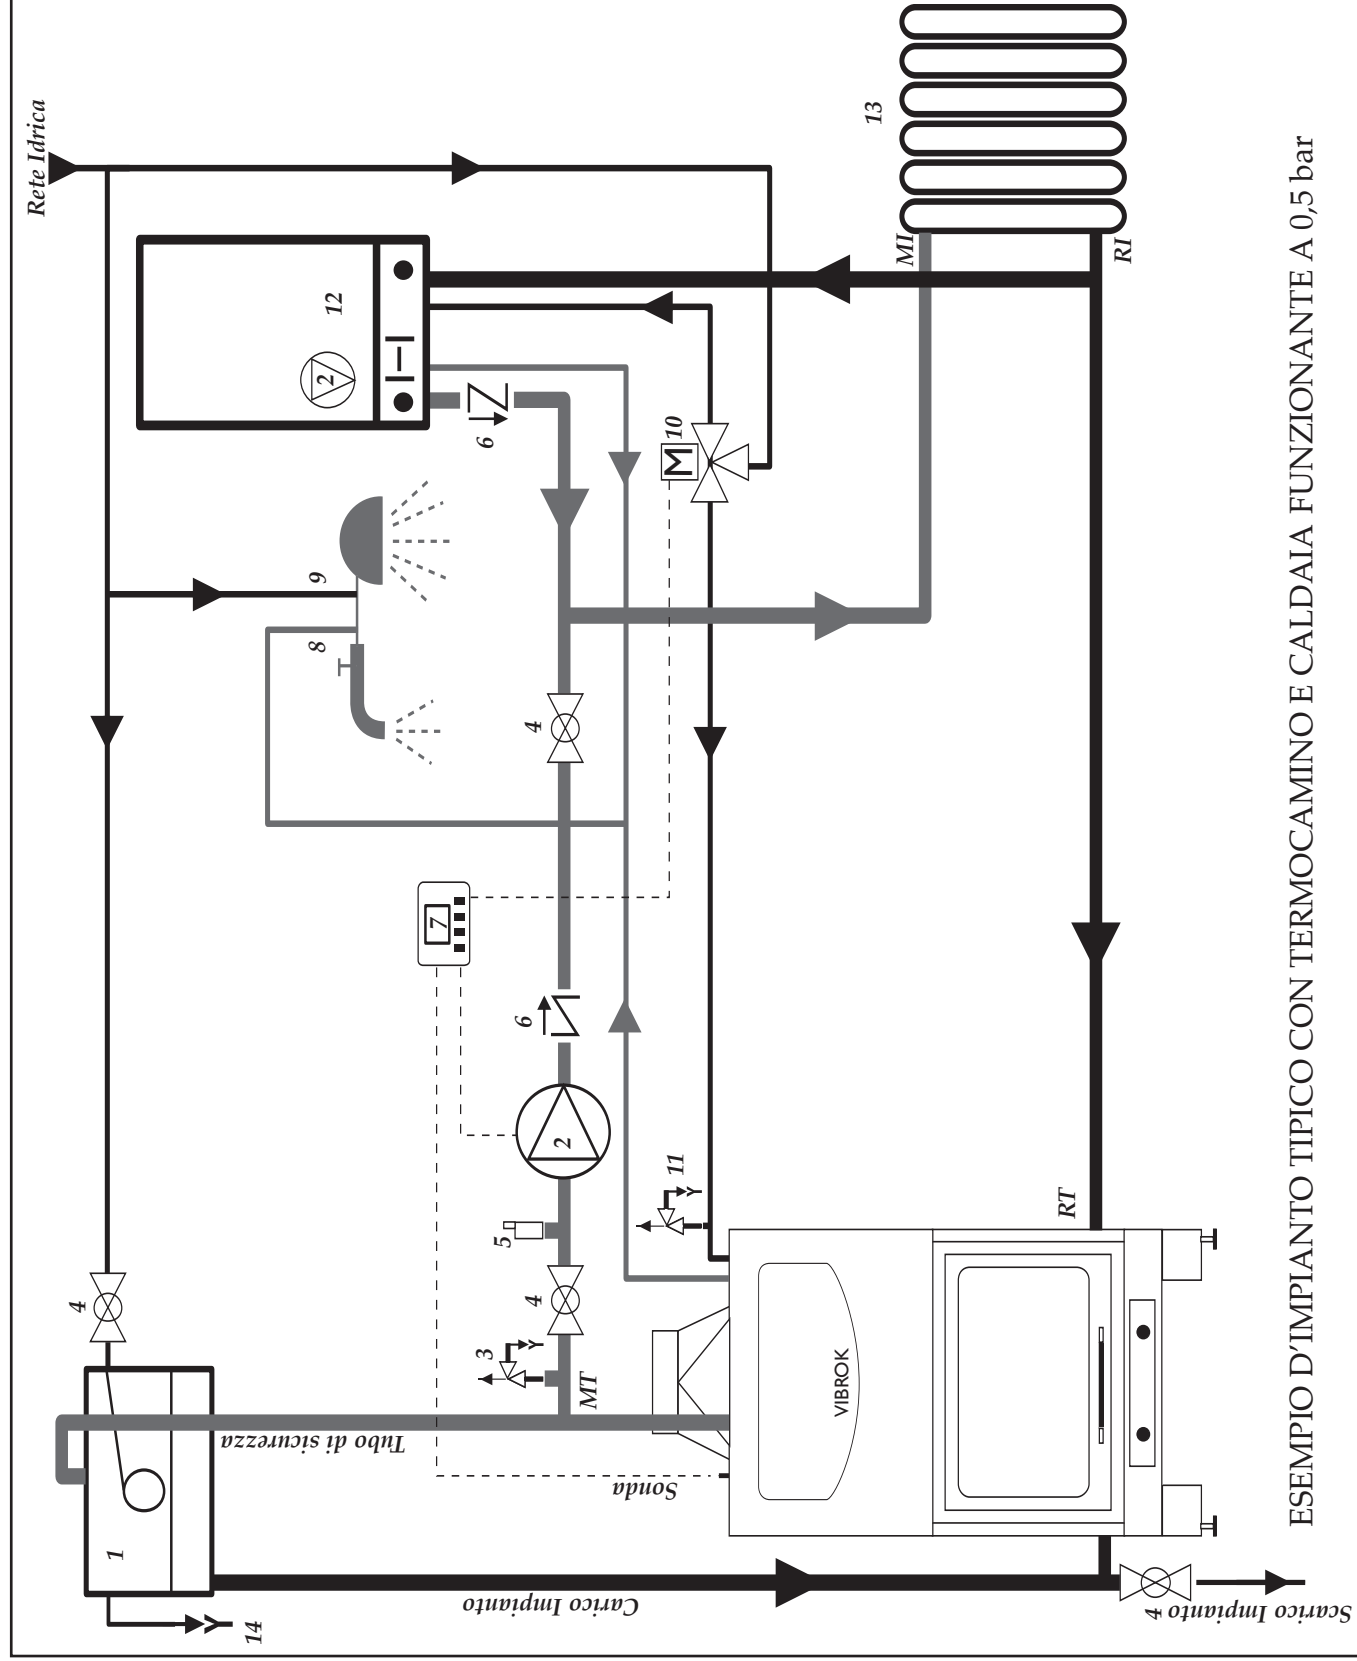 Rete Idrica
13
12
2
MI
RI
6
10
M
9
8
4
7
6
2
11
RT
5
4
4
3
MT
Tubo di sicurezza
Sonda
1
VIBROK
14
Carico Impianto
4
Scarico Impianto
ESEMPIO D'IMPIANTO TIPICO CON TERMOCAMINO E CALDAIA FUNZIONANTE A 0,5 bar